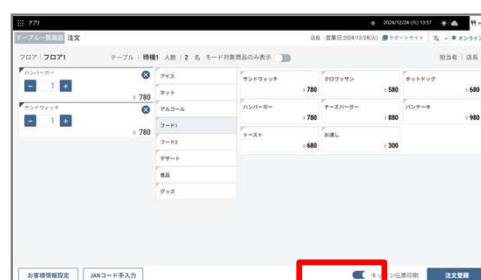 アプリ 2024/12/24 (火) 13:57
テーブル一覧画面 注文 店長 営業日:2024/12/24(火) サポートサイト オンライン
フロア フロア1 テーブル 待機1 人数 2 名 モード対象商品のみ表示 担当者 店長
ハンバーガー
1
780
サンドウィッチ
1
780
アイス
ホット
アルコール
フード1
フード2
デザート
食品
グッズ
サンドウィッチ 780
クロワッサン 580
ホットドッグ 680
ハンバーガー 780
チーズバーガー 880
パンケーキ 980
トースト 680
お通し 300
お客様情報設定 JANコード手入力 キッチン伝票印刷 注文登録